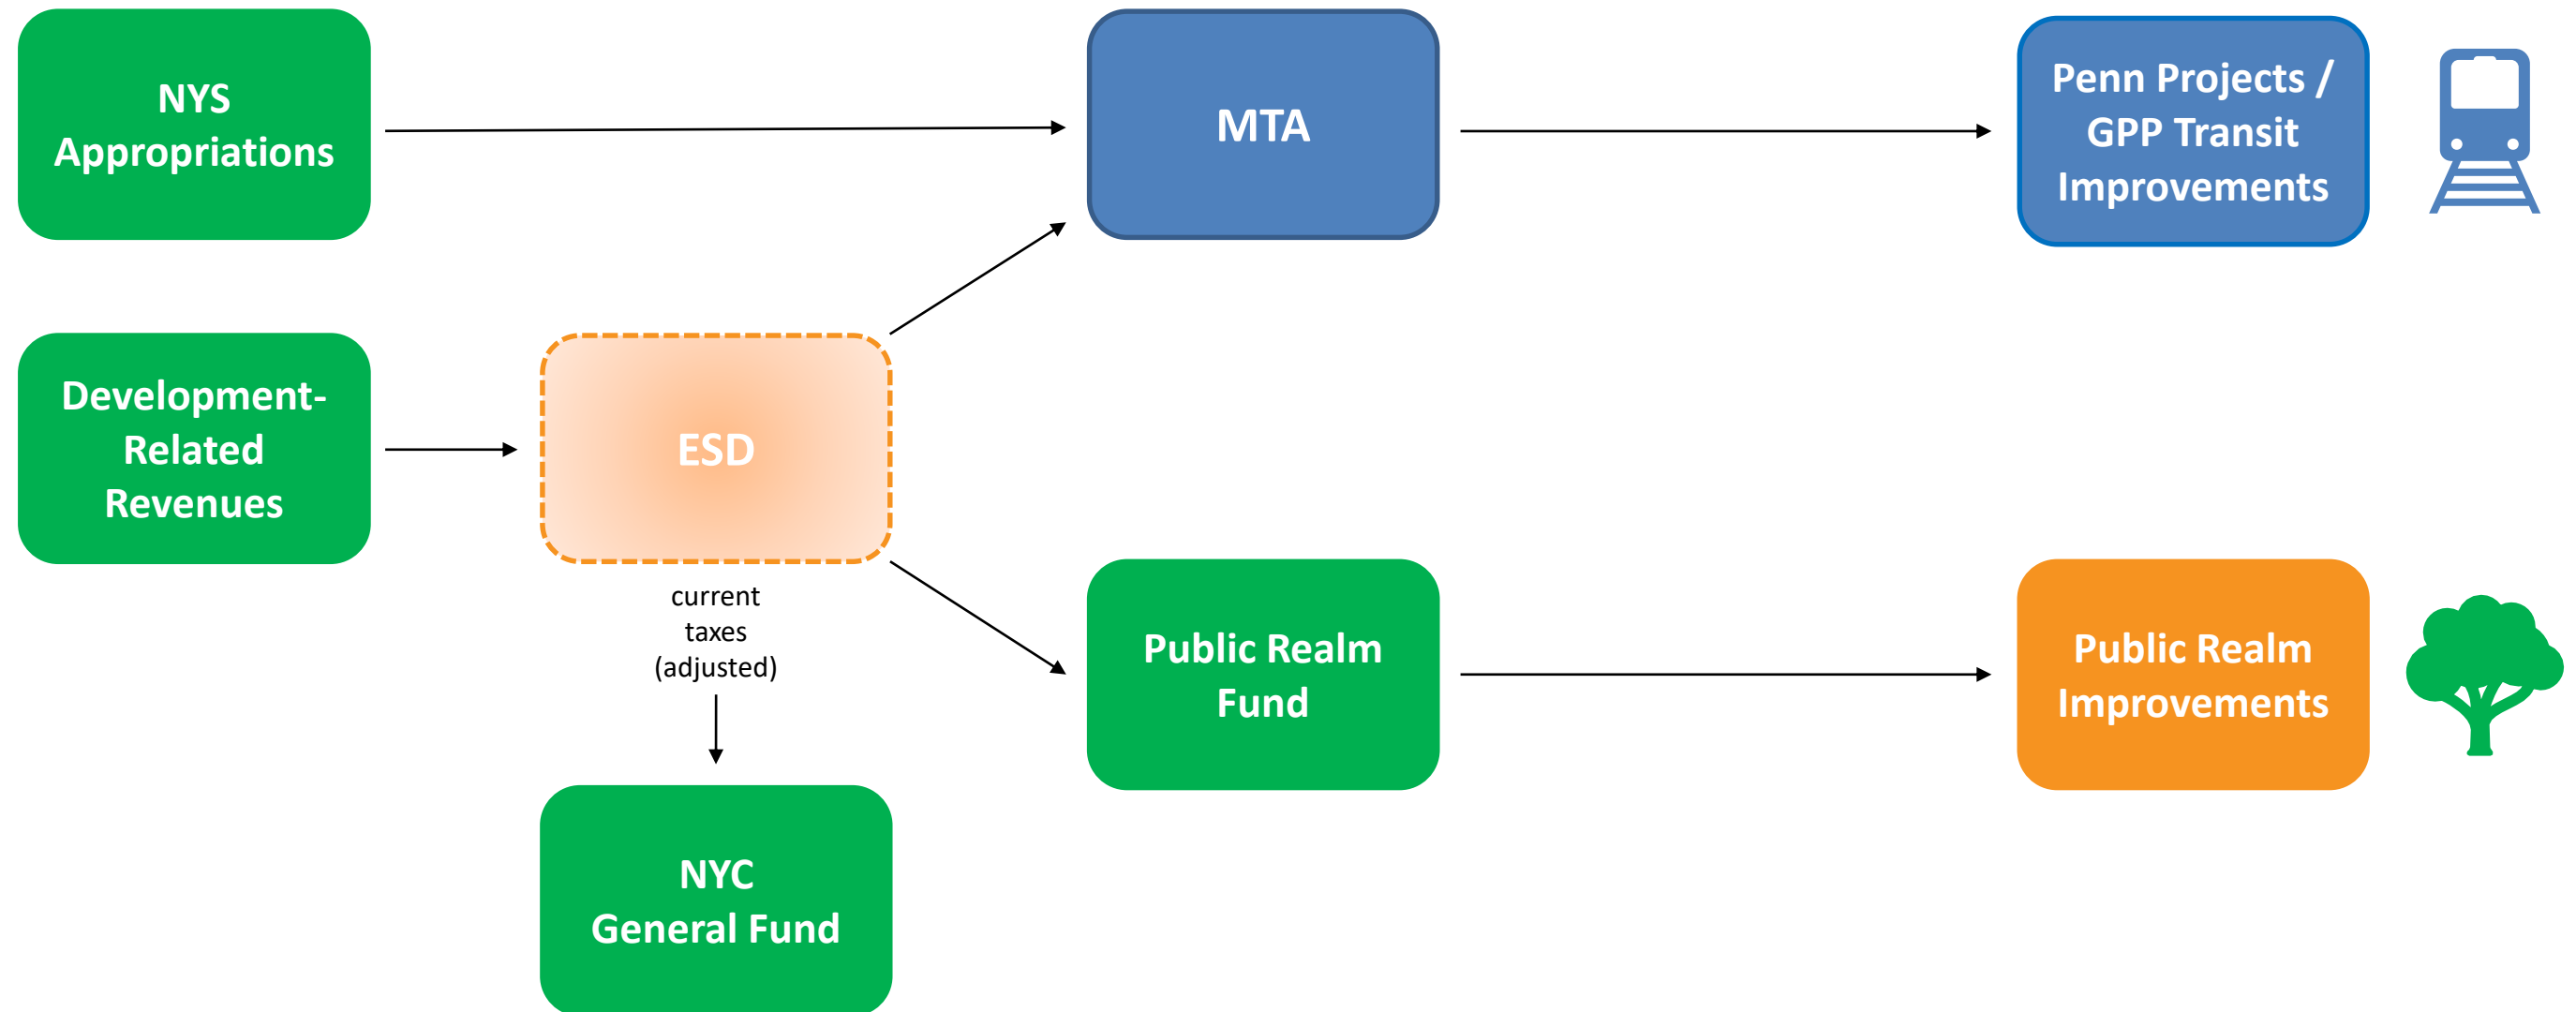 NYS
Appropriations
MTA
Penn Projects /
GPP Transit
Improvements
Development-
Related
Revenues
ESD
current
taxes
(adjusted)
Public Realm
Fund
Public Realm
Improvements
NYC
General Fund